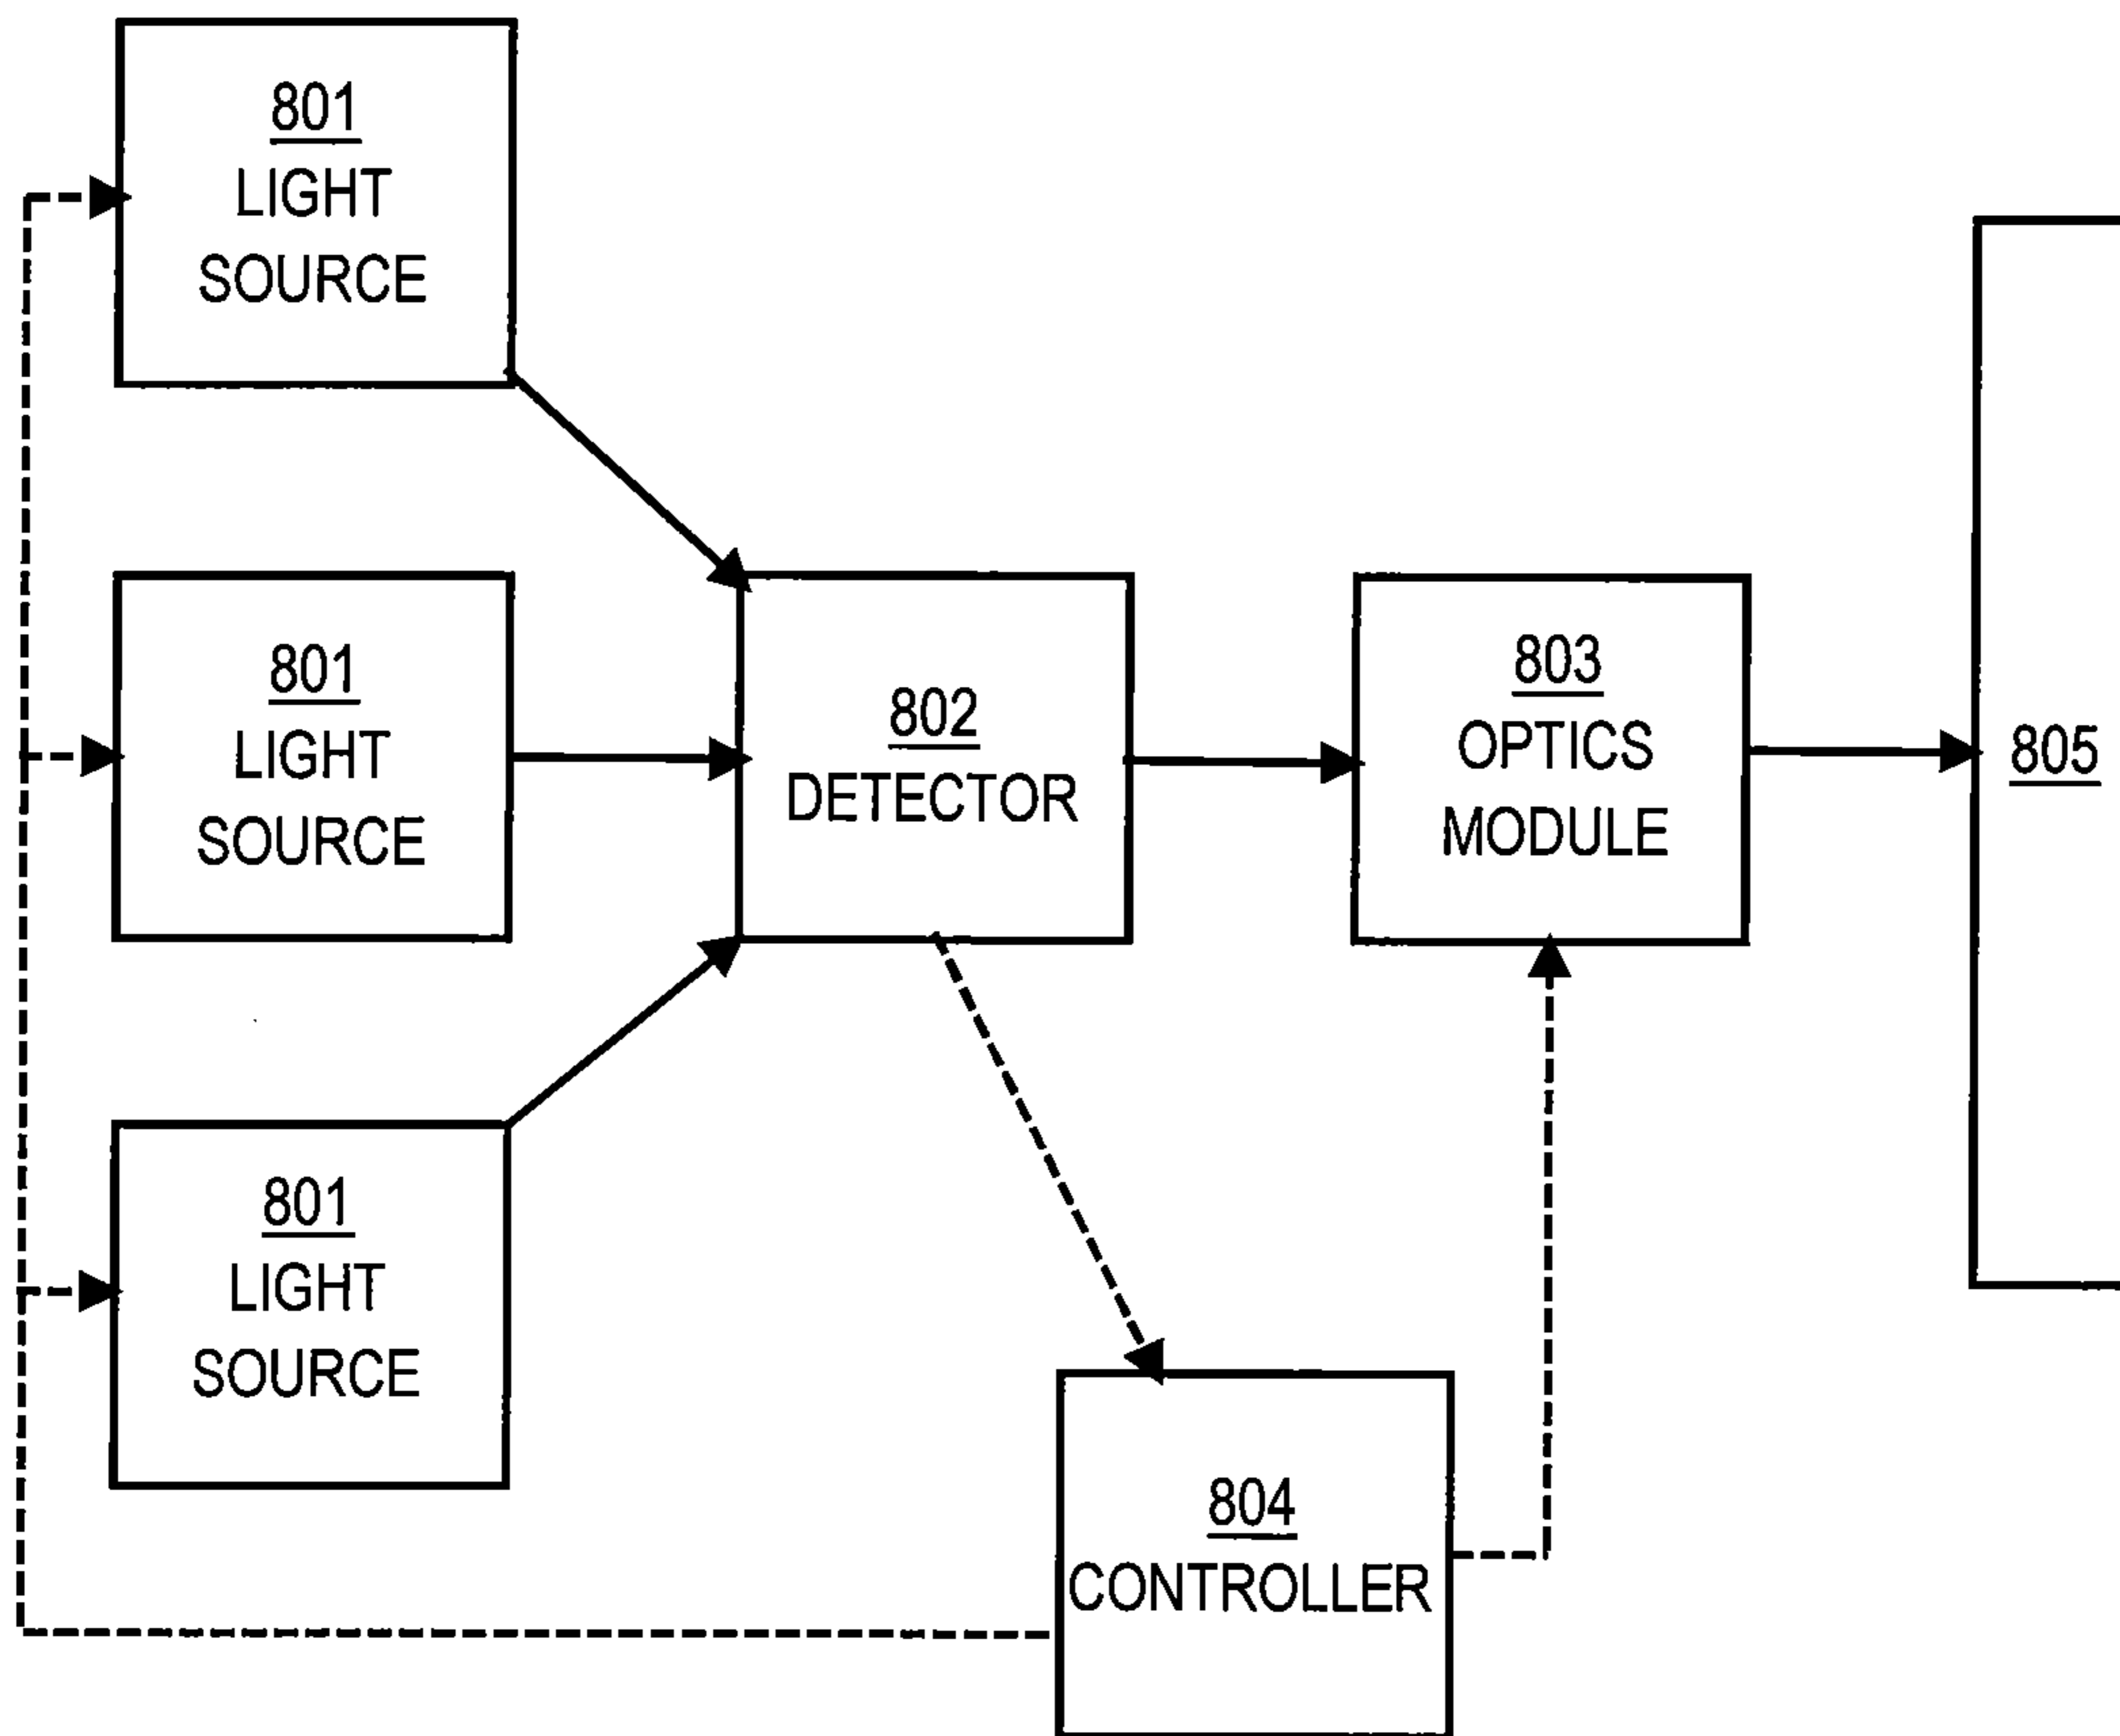 801
LIGHT
SOURCE
801
LIGHT
SOURCE
801
LIGHT
SOURCE
802
DETECTOR
803
OPTICS
MODULE
805
804
CONTROLLER